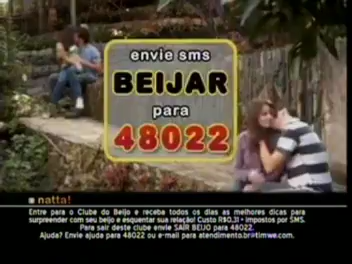 envie sms
BEIJAR
para
48022
natta!
Entre para o Clube do Beijo e receba todos os dias as melhores dicas para
surpreender com seu beijo e esquentar sua relação! Custo R$0,31 + impostos por SMS.
Para sair deste clube envie SAIR BEIJO para 48022.
Ajuda? Envie ajuda para 48022 ou e-mail para atendimento.br@timwe.com.